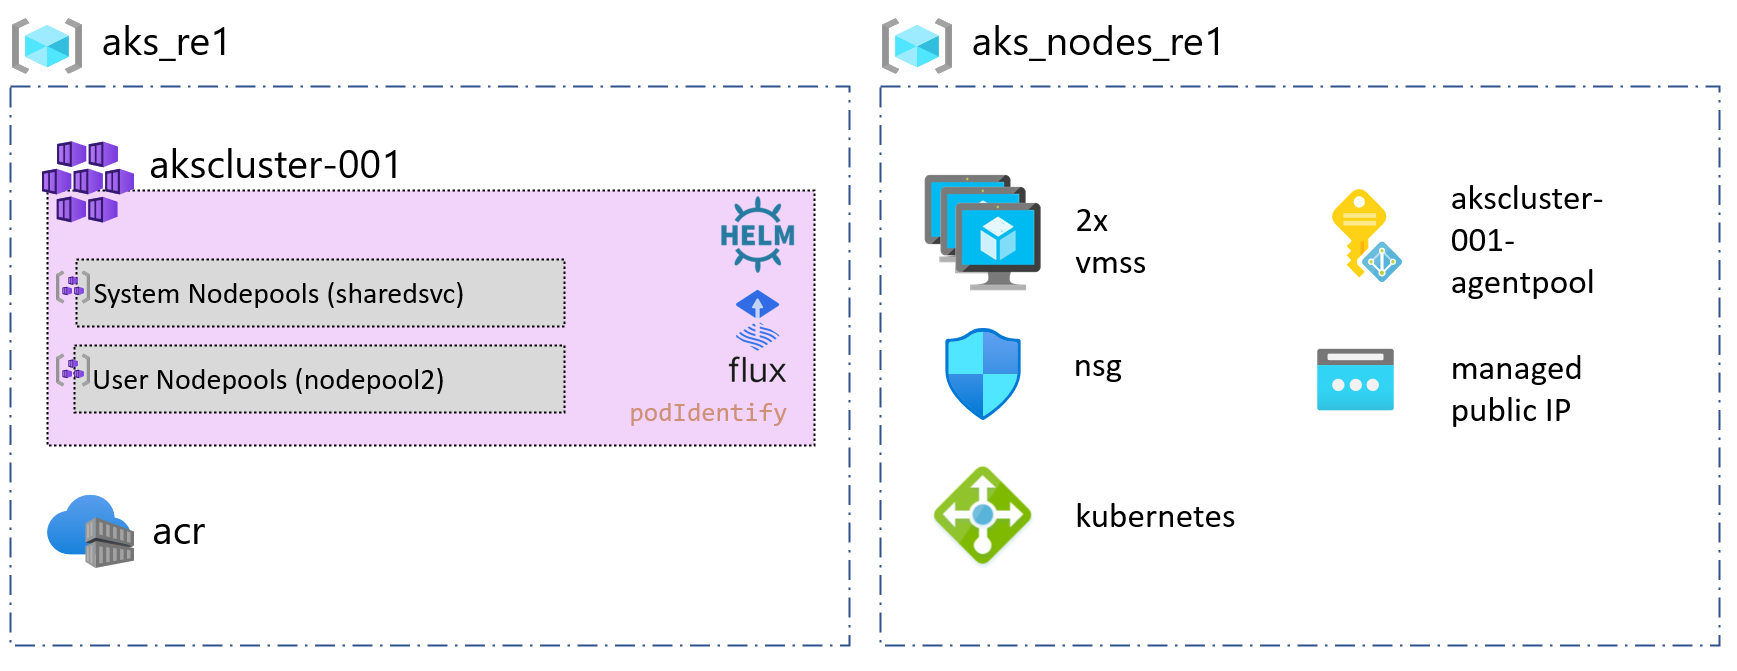 aks_re1
akscluster-001
HELM
System Nodepools (sharedsvc)
flux
User Nodepools (nodepool2)
podIdentify
acr
aks_nodes_re1
2x
vmss
akscluster-
001-
agentpool
nsg
managed
public IP
kubernetes